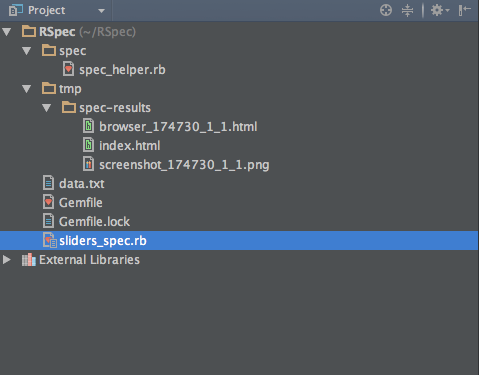 Project
RSpec (~/RSpec)
spec
spec_helper.rb
tmp
spec-results
browser_174730_1_1.html
index.html
screenshot_174730_1_1.png
data.txt
Gemfile
Gemfile.lock
sliders_spec.rb
External Libraries